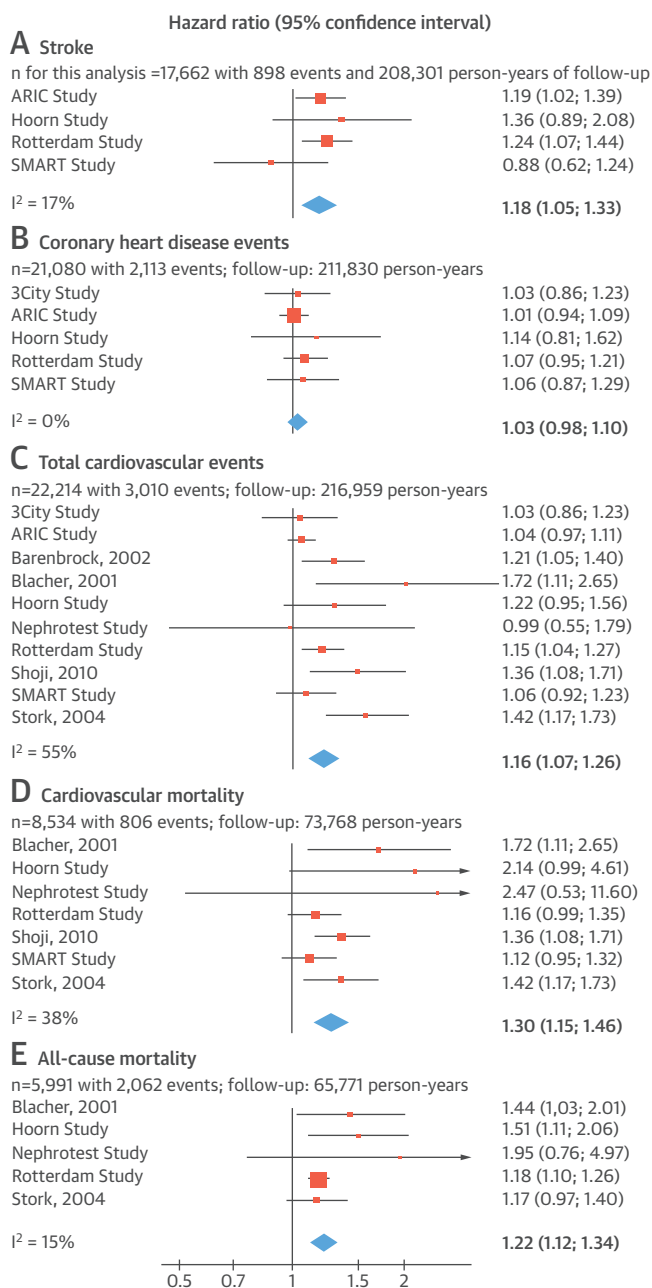 Hazard ratio (95% confidence interval)
A Stroke
n for this analysis =17,662 with 898 events and 208,301 person-years of follow-up
ARIC Study 1.19 (1.02; 1.39)
Hoorn Study 1.36 (0.89; 2.08)
Rotterdam Study 1.24 (1.07; 1.44)
SMART Study 0.88 (0.62; 1.24)
I² = 17% 1.18 (1.05; 1.33)
B Coronary heart disease events
n=21,080 with 2,113 events; follow-up: 211,830 person-years
3City Study 1.03 (0.86; 1.23)
ARIC Study 1.01 (0.94; 1.09)
Hoorn Study 1.14 (0.81; 1.62)
Rotterdam Study 1.07 (0.95; 1.21)
SMART Study 1.06 (0.87; 1.29)
I² = 0% 1.03 (0.98; 1.10)
C Total cardiovascular events
n=22,214 with 3,010 events; follow-up: 216,959 person-years
3City Study 1.03 (0.86; 1.23)
ARIC Study 1.04 (0.97; 1.11)
Barenbrock, 2002 1.21 (1.05; 1.40)
Blacher, 2001 1.72 (1.11; 2.65)
Hoorn Study 1.22 (0.95; 1.56)
Nephrotest Study 0.99 (0.55; 1.79)
Rotterdam Study 1.15 (1.04; 1.27)
Shoji, 2010 1.36 (1.08; 1.71)
SMART Study 1.06 (0.92; 1.23)
Stork, 2004 1.42 (1.17; 1.73)
I² = 55% 1.16 (1.07; 1.26)
D Cardiovascular mortality
n=8,534 with 806 events; follow-up: 73,768 person-years
Blacher, 2001 1.72 (1.11; 2.65)
Hoorn Study 2.14 (0.99; 4.61)
Nephrotest Study 2.47 (0.53; 11.60)
Rotterdam Study 1.16 (0.99; 1.35)
Shoji, 2010 1.36 (1.08; 1.71)
SMART Study 1.12 (0.95; 1.32)
Stork, 2004 1.42 (1.17; 1.73)
I² = 38% 1.30 (1.15; 1.46)
E All-cause mortality
n=5,991 with 2,062 events; follow-up: 65,771 person-years
Blacher, 2001 1.44 (1,03; 2.01)
Hoorn Study 1.51 (1.11; 2.06)
Nephrotest Study 1.95 (0.76; 4.97)
Rotterdam Study 1.18 (1.10; 1.26)
Stork, 2004 1.17 (0.97; 1.40)
I² = 15% 1.22 (1.12; 1.34)
0.5 0.7 1 1.5 2